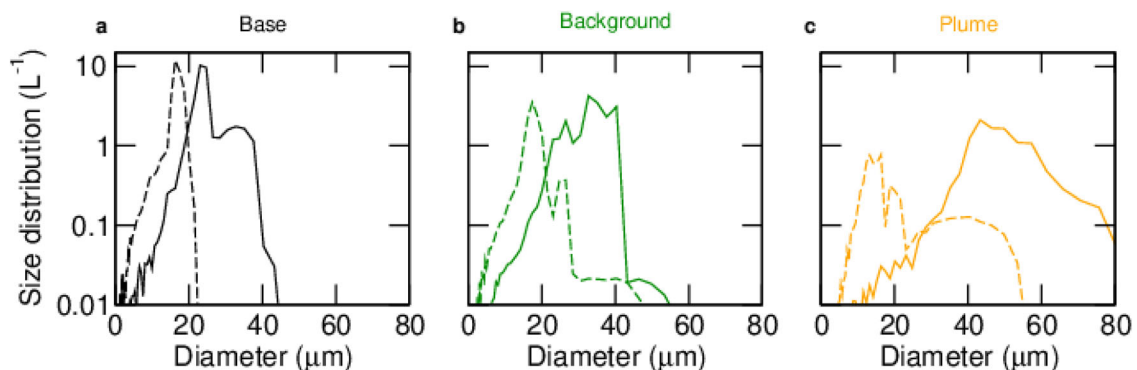 a Base b Background c Plume
Size distribution (L⁻¹)
10
1
0.1
0.01
0 20 40 60 80 0 20 40 60 80 0 20 40 60 80
Diameter (μm) Diameter (μm) Diameter (μm)